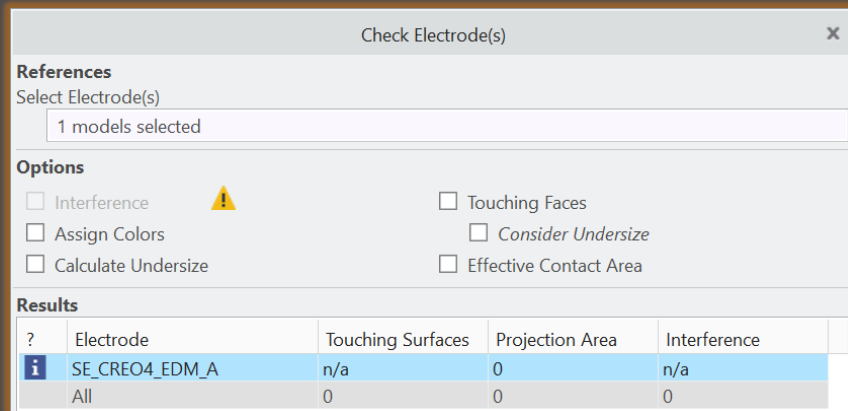 Check Electrode(s) x
References
Select Electrode(s)
1 models selected
Options
Interference Touching Faces
Assign Colors Consider Undersize
Calculate Undersize Effective Contact Area
Results
? Electrode Touching Surfaces Projection Area Interference
i SE_CREO4_EDM_A n/a 0 n/a
All 0 0 0